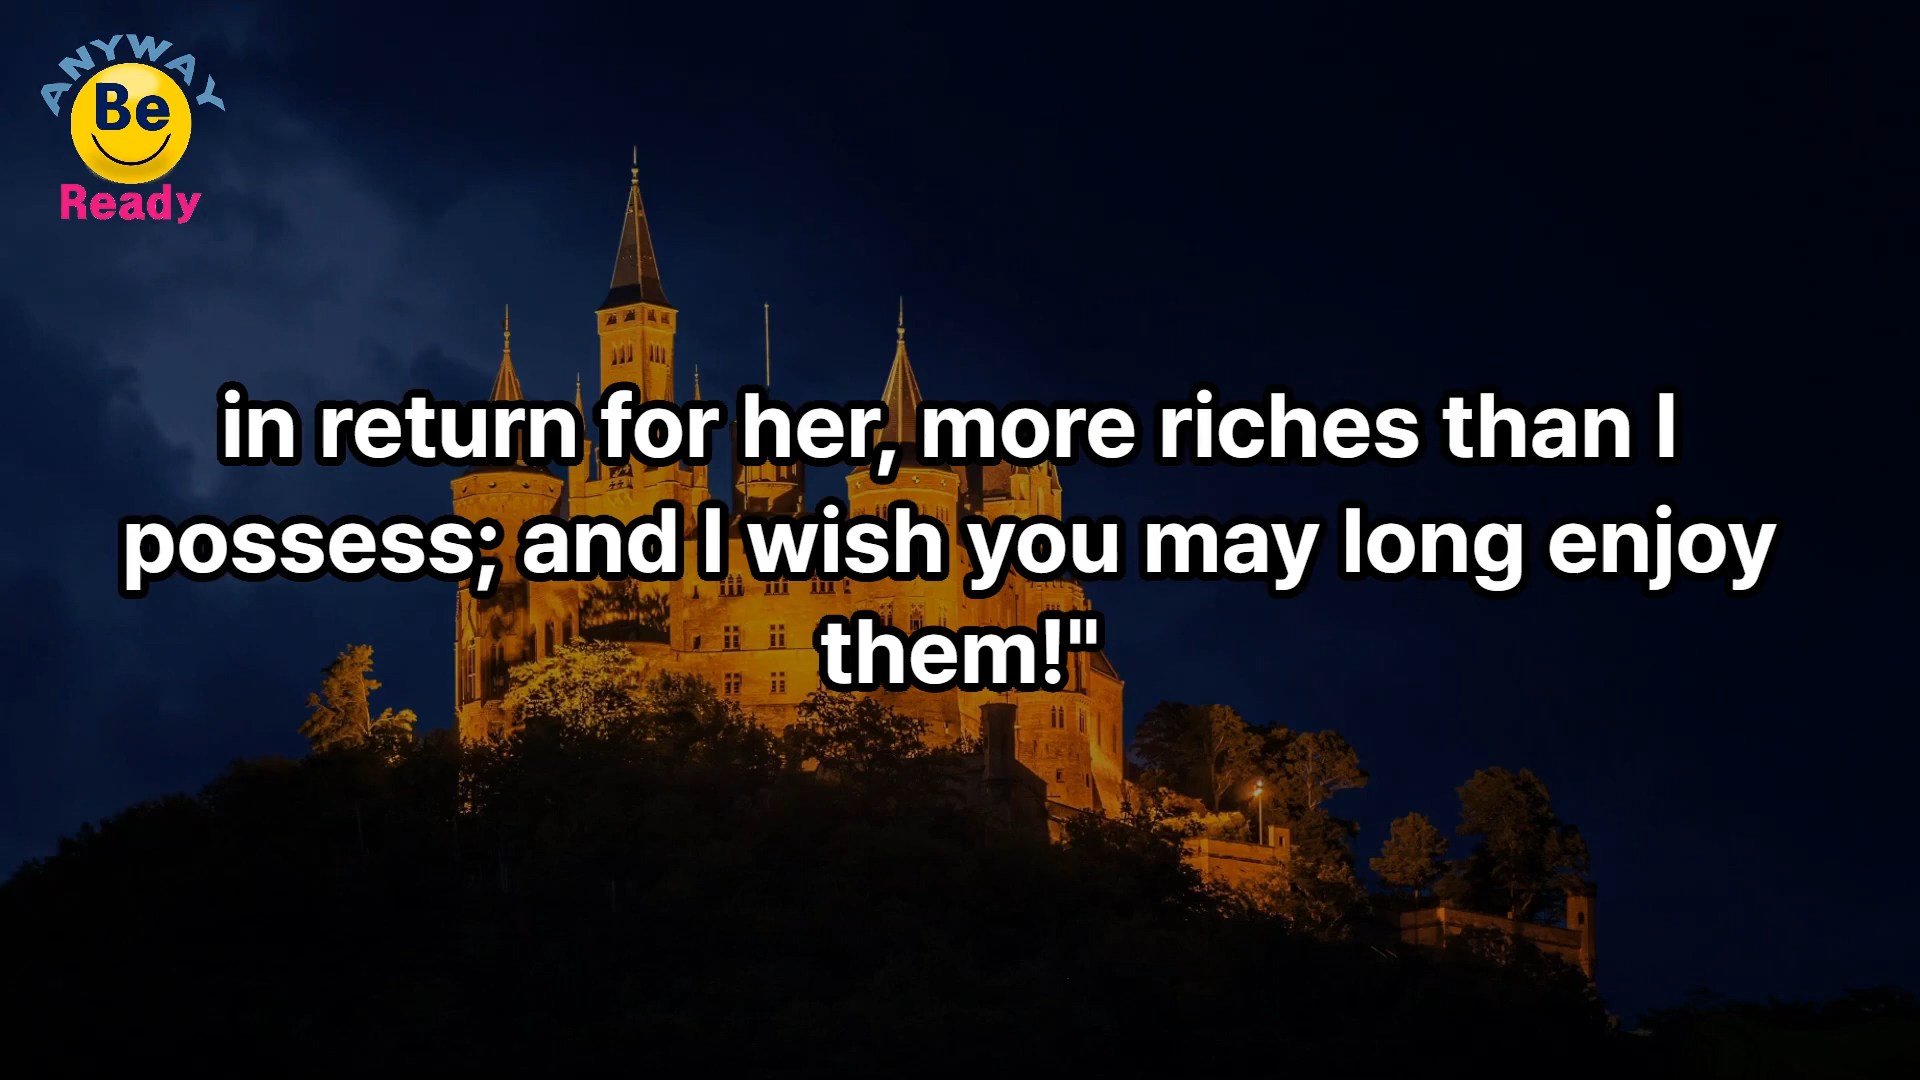 ANYWAY
Be
Ready
in return for her, more riches than I
possess; and I wish you may long enjoy
them!"